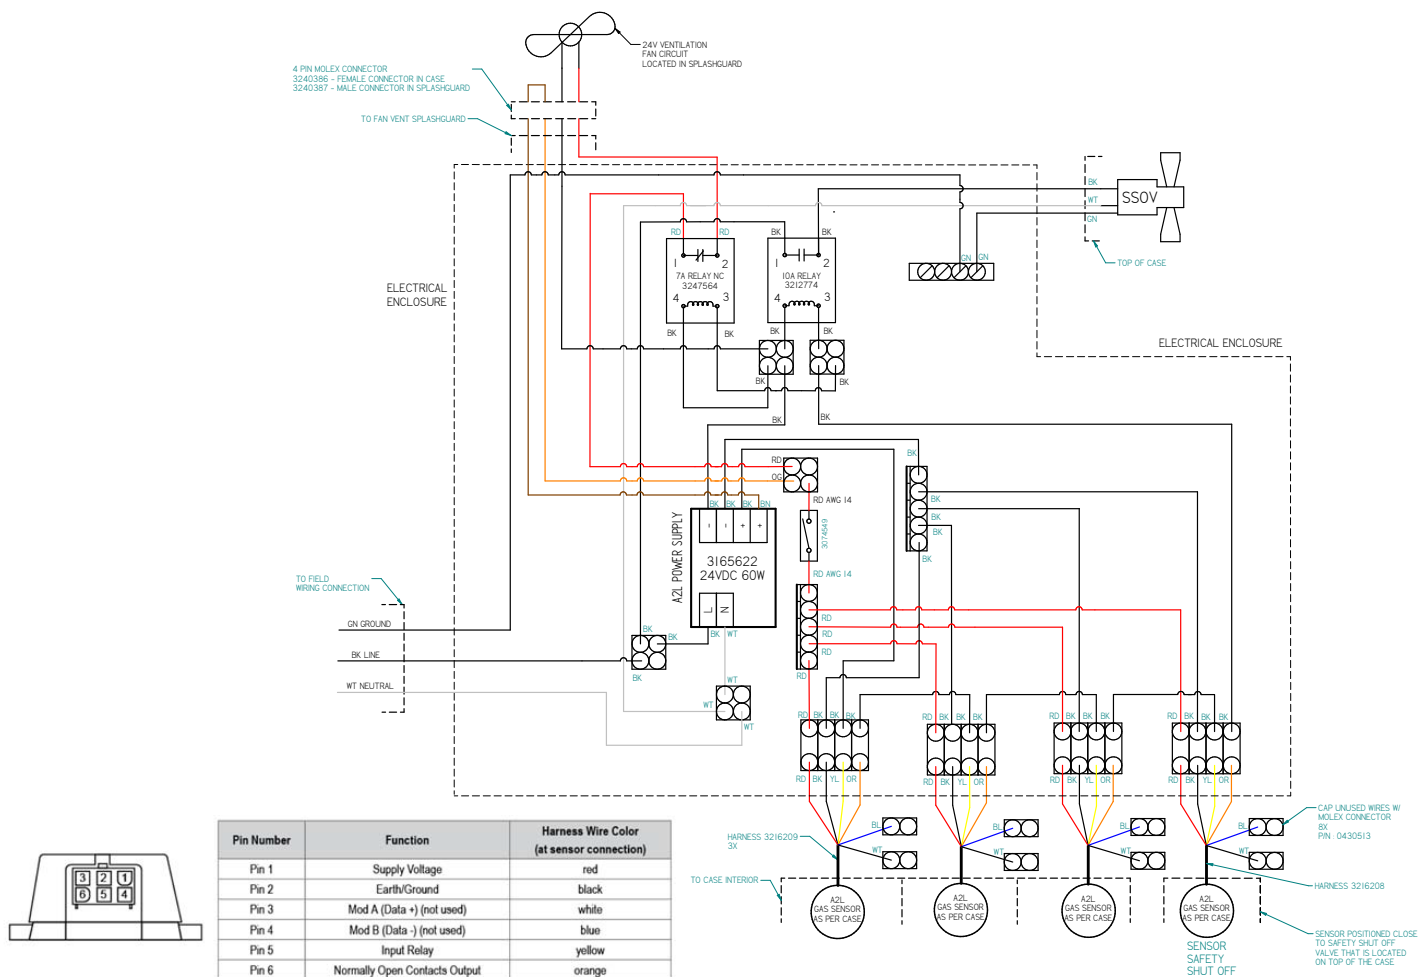 24V VENTILATION
FAN CIRCUIT
LOCATED IN SPLASHGUARD
4 PIN MOLEX CONNECTOR
3240386 - FEMALE CONNECTOR IN CASE
3240387 - MALE CONNECTOR IN SPLASHGUARD
TO FAN VENT SPLASHGUARD
BK
WT
GN
SSOV
TOP OF CASE
GN GN
ELECTRICAL
ENCLOSURE
RD RD
1 2
7A RELAY NC
3247564
4 3
BK BK
BK BK
1 2
10A RELAY
3212774
4 3
BK BK
ELECTRICAL ENCLOSURE
BK BK
BK BK
RD
OG
BK
RD AWG 14
3074549
RD AWG 14
BK BK BK BN
- - + +
A2L POWER SUPPLY
3165622
24VDC 60W
L N
BK WT
BK
BK
BK
BK
TO FIELD
WIRING CONNECTION
GN GROUND
BK LINE
WT NEUTRAL
BK BK
BK
WT
WT
WT
RD
RD
RD
RD
RD BK BK BK
RD BK BK BK
RD BK BK BK
RD BK BK BK
RD BK YL OR
RD BK YL OR
RD BK YL OR
RD BK YL OR
BL
WT
BL
WT
BL
WT
BL
WT
CAP UNUSED WIRES W/
MOLEX CONNECTOR
8X
P/N 0430513
HARNESS 3216209
3X
TO CASE INTERIOR
HARNESS 3216208
A2L
GAS SENSOR
AS PER CASE
A2L
GAS SENSOR
AS PER CASE
A2L
GAS SENSOR
AS PER CASE
A2L
GAS SENSOR
AS PER CASE
SENSOR
SAFETY
SHUT OFF
SENSOR POSITIONED CLOSE
TO SAFETY SHUT OFF
VALVE THAT IS LOCATED
ON TOP OF THE CASE
3 2 1
6 5 4
Pin Number Function Harness Wire Color
(at sensor connection)
Pin 1 Supply Voltage red
Pin 2 Earth/Ground black
Pin 3 Mod A (Data +) (not used) white
Pin 4 Mod B (Data -) (not used) blue
Pin 5 Input Relay yellow
Pin 6 Normally Open Contacts Output orange